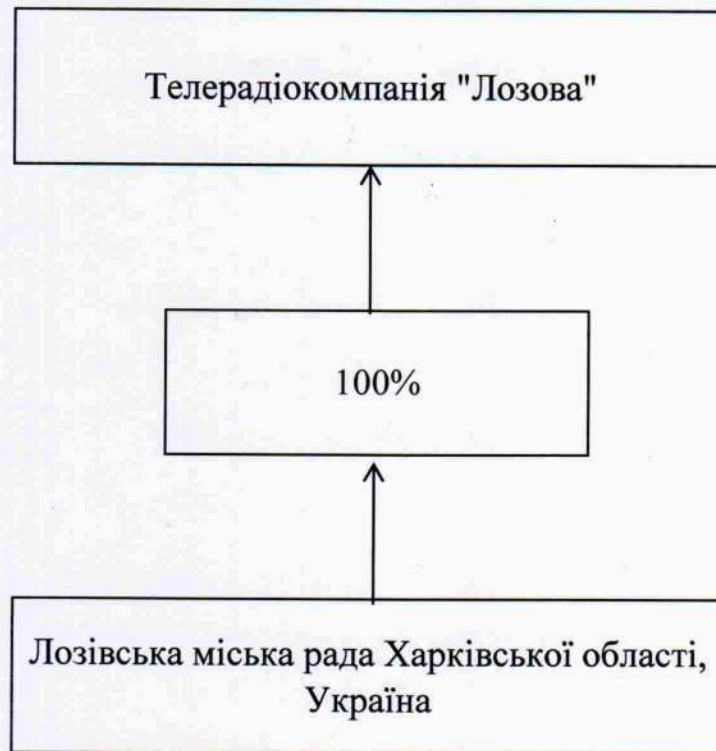 Телерадіокомпанія "Лозова"
100%
Лозівська міська рада Харківської області,
Україна